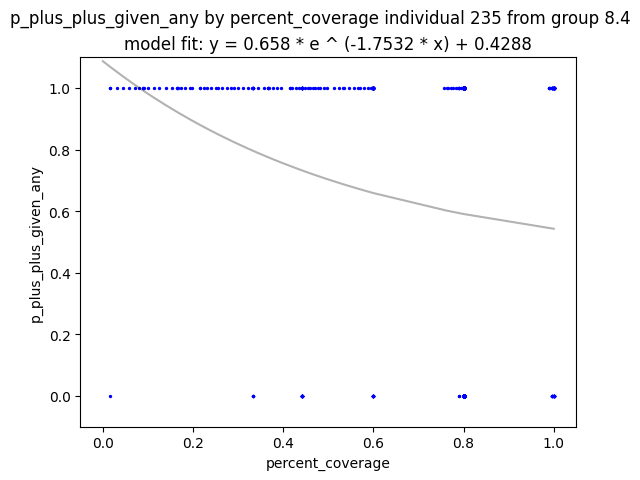 p_plus_plus_given_any by percent_coverage individual 235 from group 8.4
model fit: y = 0.658 * e ^ (-1.7532 * x) + 0.4288
1.0
0.8
0.6
0.4
0.2
0.0
p_plus_plus_given_any
0.0 0.2 0.4 0.6 0.8 1.0
percent_coverage